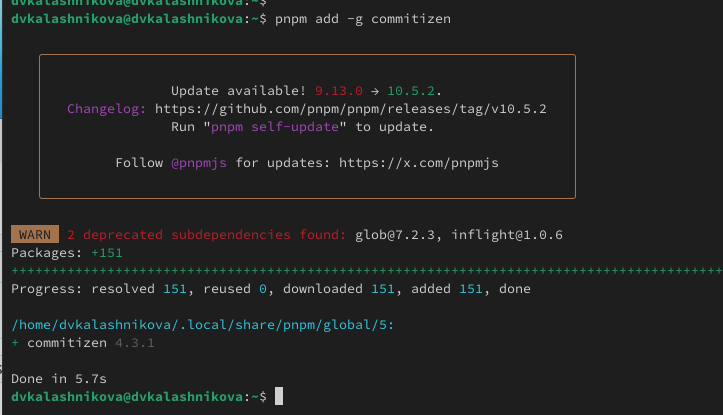 dvkalashnikova@dvkalashnikova:~$
dvkalashnikova@dvkalashnikova:~$ pnpm add -g commitizen
Update available! 9.13.0 → 10.5.2.
Changelog: https://github.com/pnpm/pnpm/releases/tag/v10.5.2
Run "pnpm self-update" to update.
Follow @pnpmjs for updates: https://x.com/pnpmjs
WARN 2 deprecated subdependencies found: glob@7.2.3, inflight@1.0.6
Packages: +151
+++++++++++++++++++++++++++++++++++++++++++++++++++++++++++++++++++++++++++++++++++++++++
Progress: resolved 151, reused 0, downloaded 151, added 151, done
/home/dvkalashnikova/.local/share/pnpm/global/5:
+ commitizen 4.3.1
Done in 5.7s
dvkalashnikova@dvkalashnikova:~$